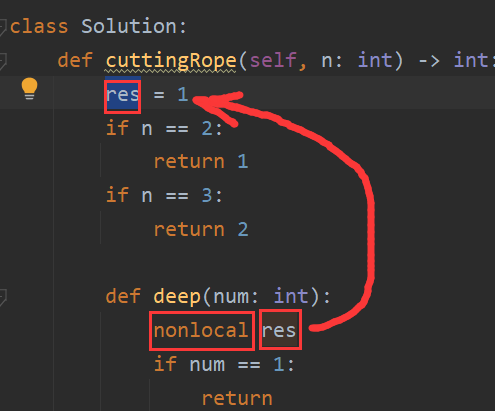 class Solution:
def cuttingRope(self, n: int) -> int:
res = 1
if n == 2:
return 1
if n == 3:
return 2
def deep(num: int):
nonlocal res
if num == 1:
return